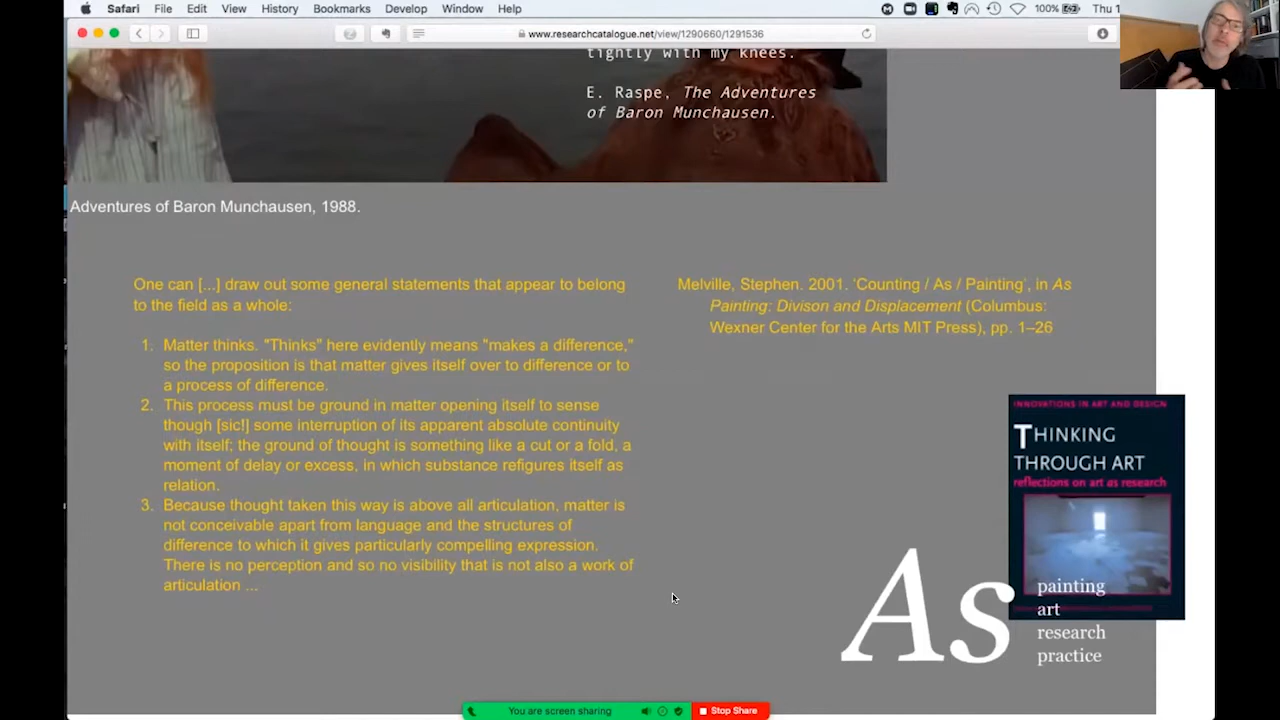 Safari File Edit View History Bookmarks Develop Window Help 100% Thu 1
www.researchcatalogue.net/view/1290660/1291536
tightly with my knees.
E. Raspe, The Adventures
of Baron Munchausen.
Adventures of Baron Munchausen, 1988.
One can [...] draw out some general statements that appear to belong
to the field as a whole:
1. Matter thinks. "Thinks" here evidently means "makes a difference,"
so the proposition is that matter gives itself over to difference or to
a process of difference.
2. This process must be ground in matter opening itself to sense
though [sic!] some interruption of its apparent absolute continuity
with itself; the ground of thought is something like a cut or a fold, a
moment of delay or excess, in which substance refigures itself as
relation.
3. Because thought taken this way is above all articulation, matter is
not conceivable apart from language and the structures of
difference to which it gives particularly compelling expression.
There is no perception and so no visibility that is not also a work of
articulation ...
Melville, Stephen. 2001. 'Counting / As / Painting', in As
Painting: Divison and Displacement (Columbus:
Wexner Center for the Arts MIT Press), pp. 1–26
INNOVATIONS IN ART AND DESIGN
THINKING
THROUGH ART
reflections on art as research
As
painting
art
research
practice
You are screen sharing
Stop Share